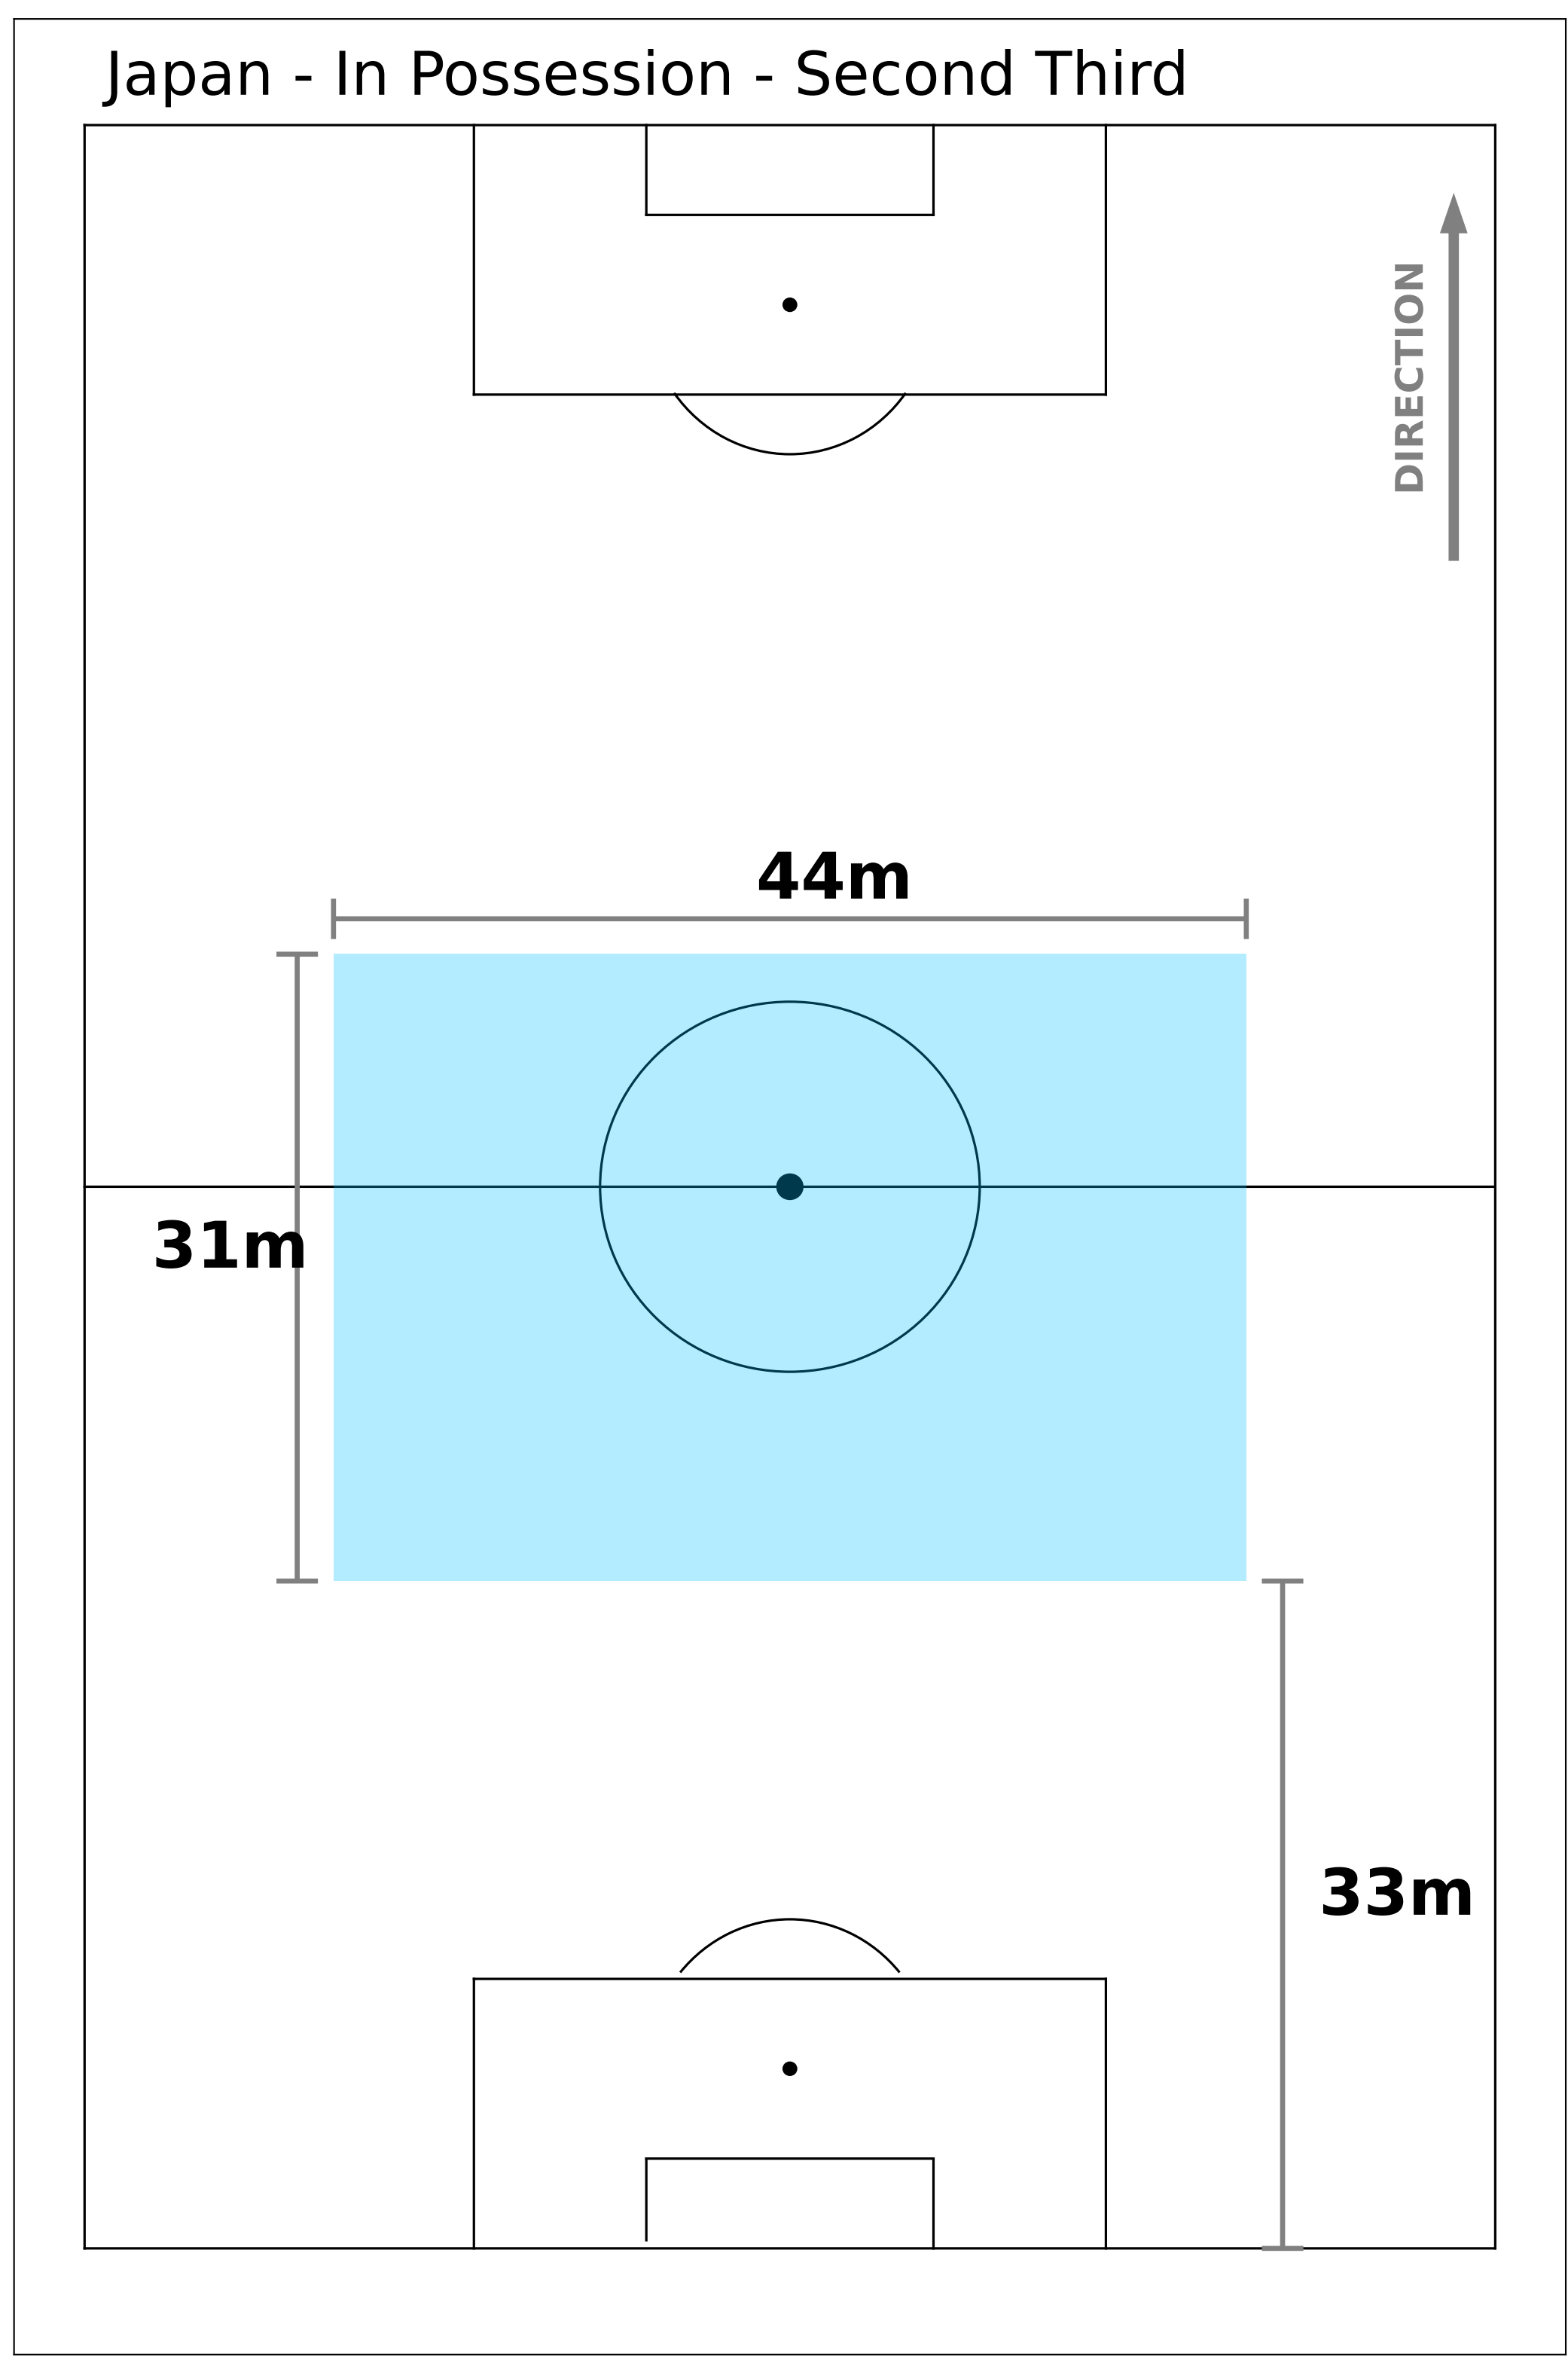 Japan - In Possession - Second Third
DIRECTION
44m
31m
33m